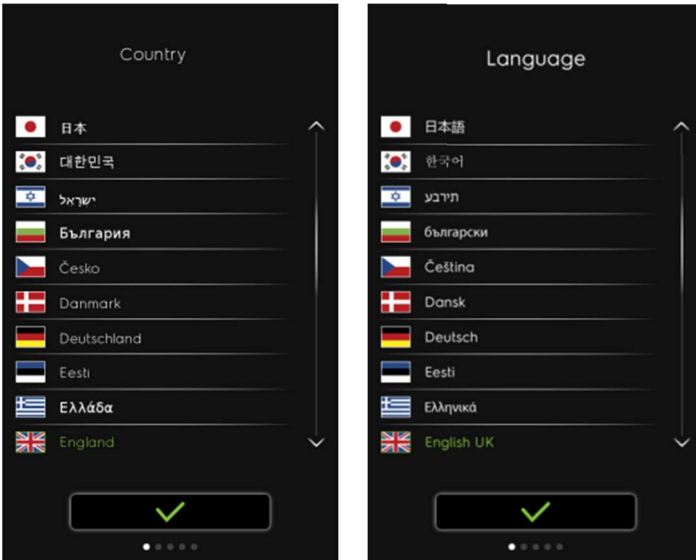 Country
日本
대한민국
יִשְׂרָאֵל
България
Česko
Danmark
Deutschland
Eesti
Ελλάδα
England
Language
日本語
한국어
תירבע
български
Čeština
Dansk
Deutsch
Eesti
Ελληνικά
English UK